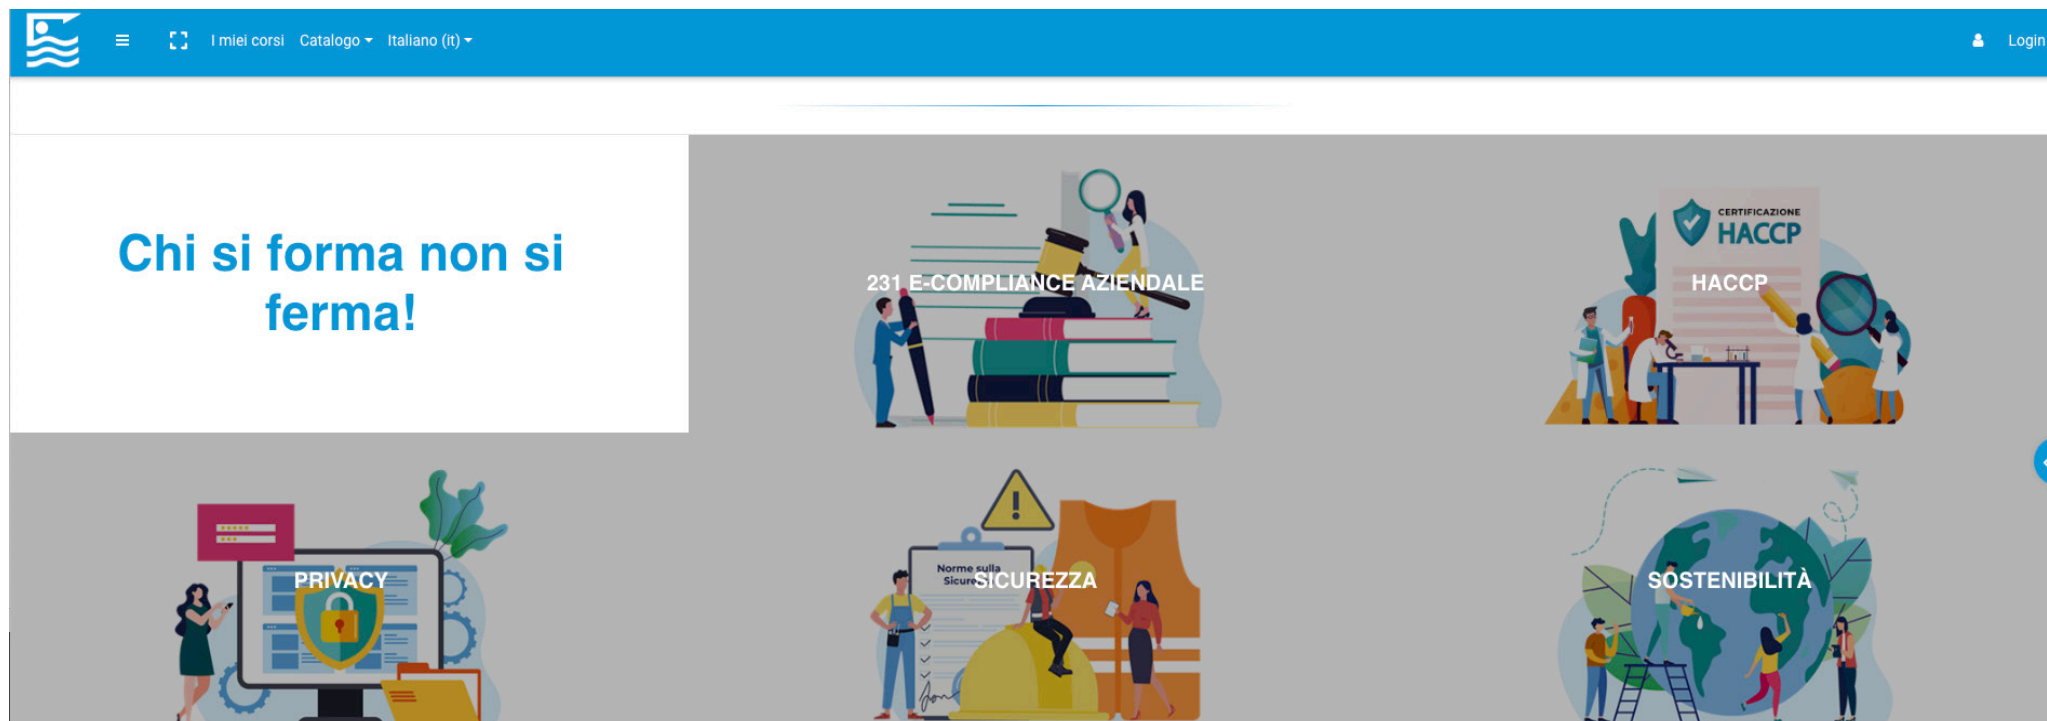 I miei corsi Catalogo Italiano (it) Login
Chi si forma non si
ferma!
231 E-COMPLIANCE AZIENDALE
CERTIFICAZIONE
HACCP
HACCP
PRIVACY
Norme sulla
SICUREZZA
SOSTENIBILITÀ